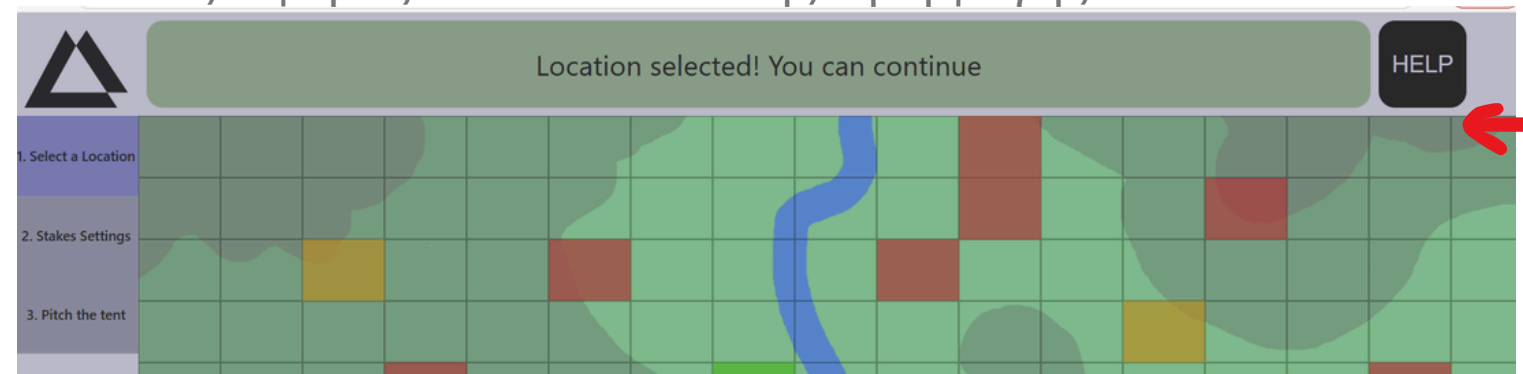 Location selected! You can continue
HELP
1. Select a Location
2. Stakes Settings
3. Pitch the tent